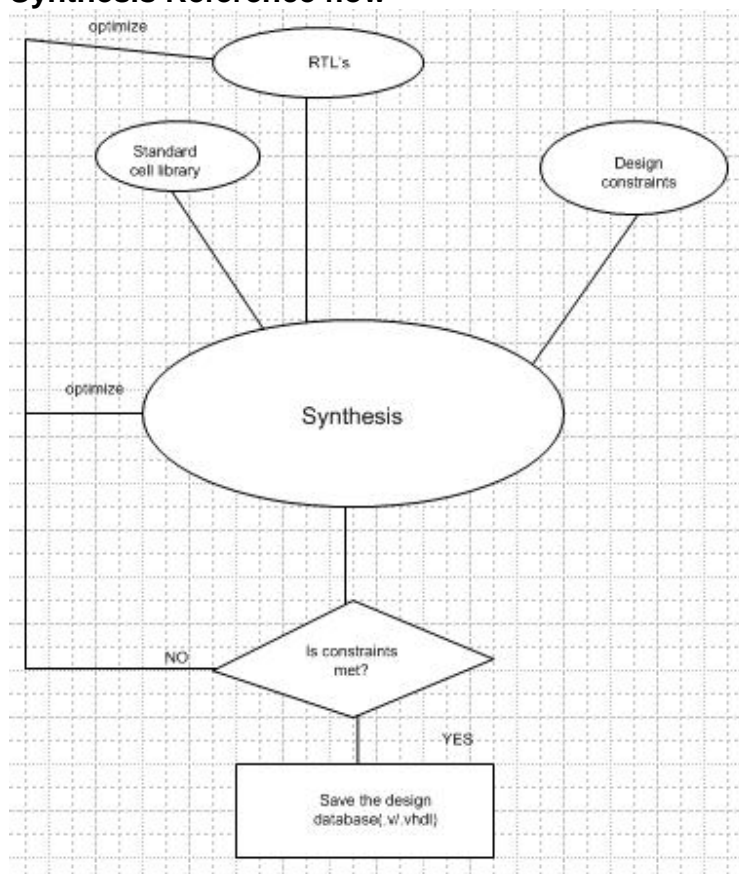 Synthesis Reference flow
optimize
RTL's
Standard
cell library
Design
constraints
optimize
Synthesis
Is constraints
met?
NO
YES
Save the design
database(.v/.vhdl)